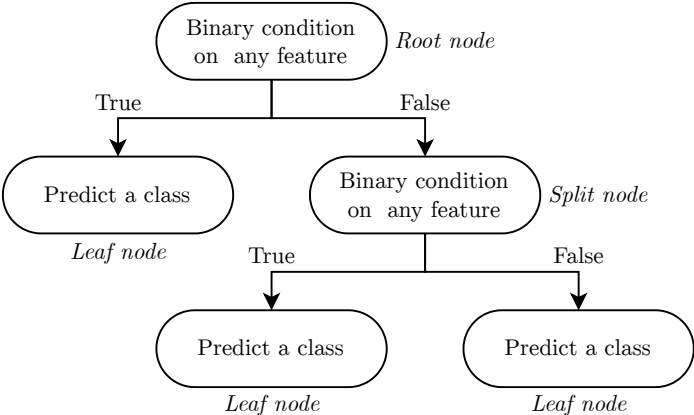 Binary condition
on any feature
Root node
True
False
Predict a class
Leaf node
Binary condition
on any feature
Split node
True
False
Predict a class
Leaf node
Predict a class
Leaf node